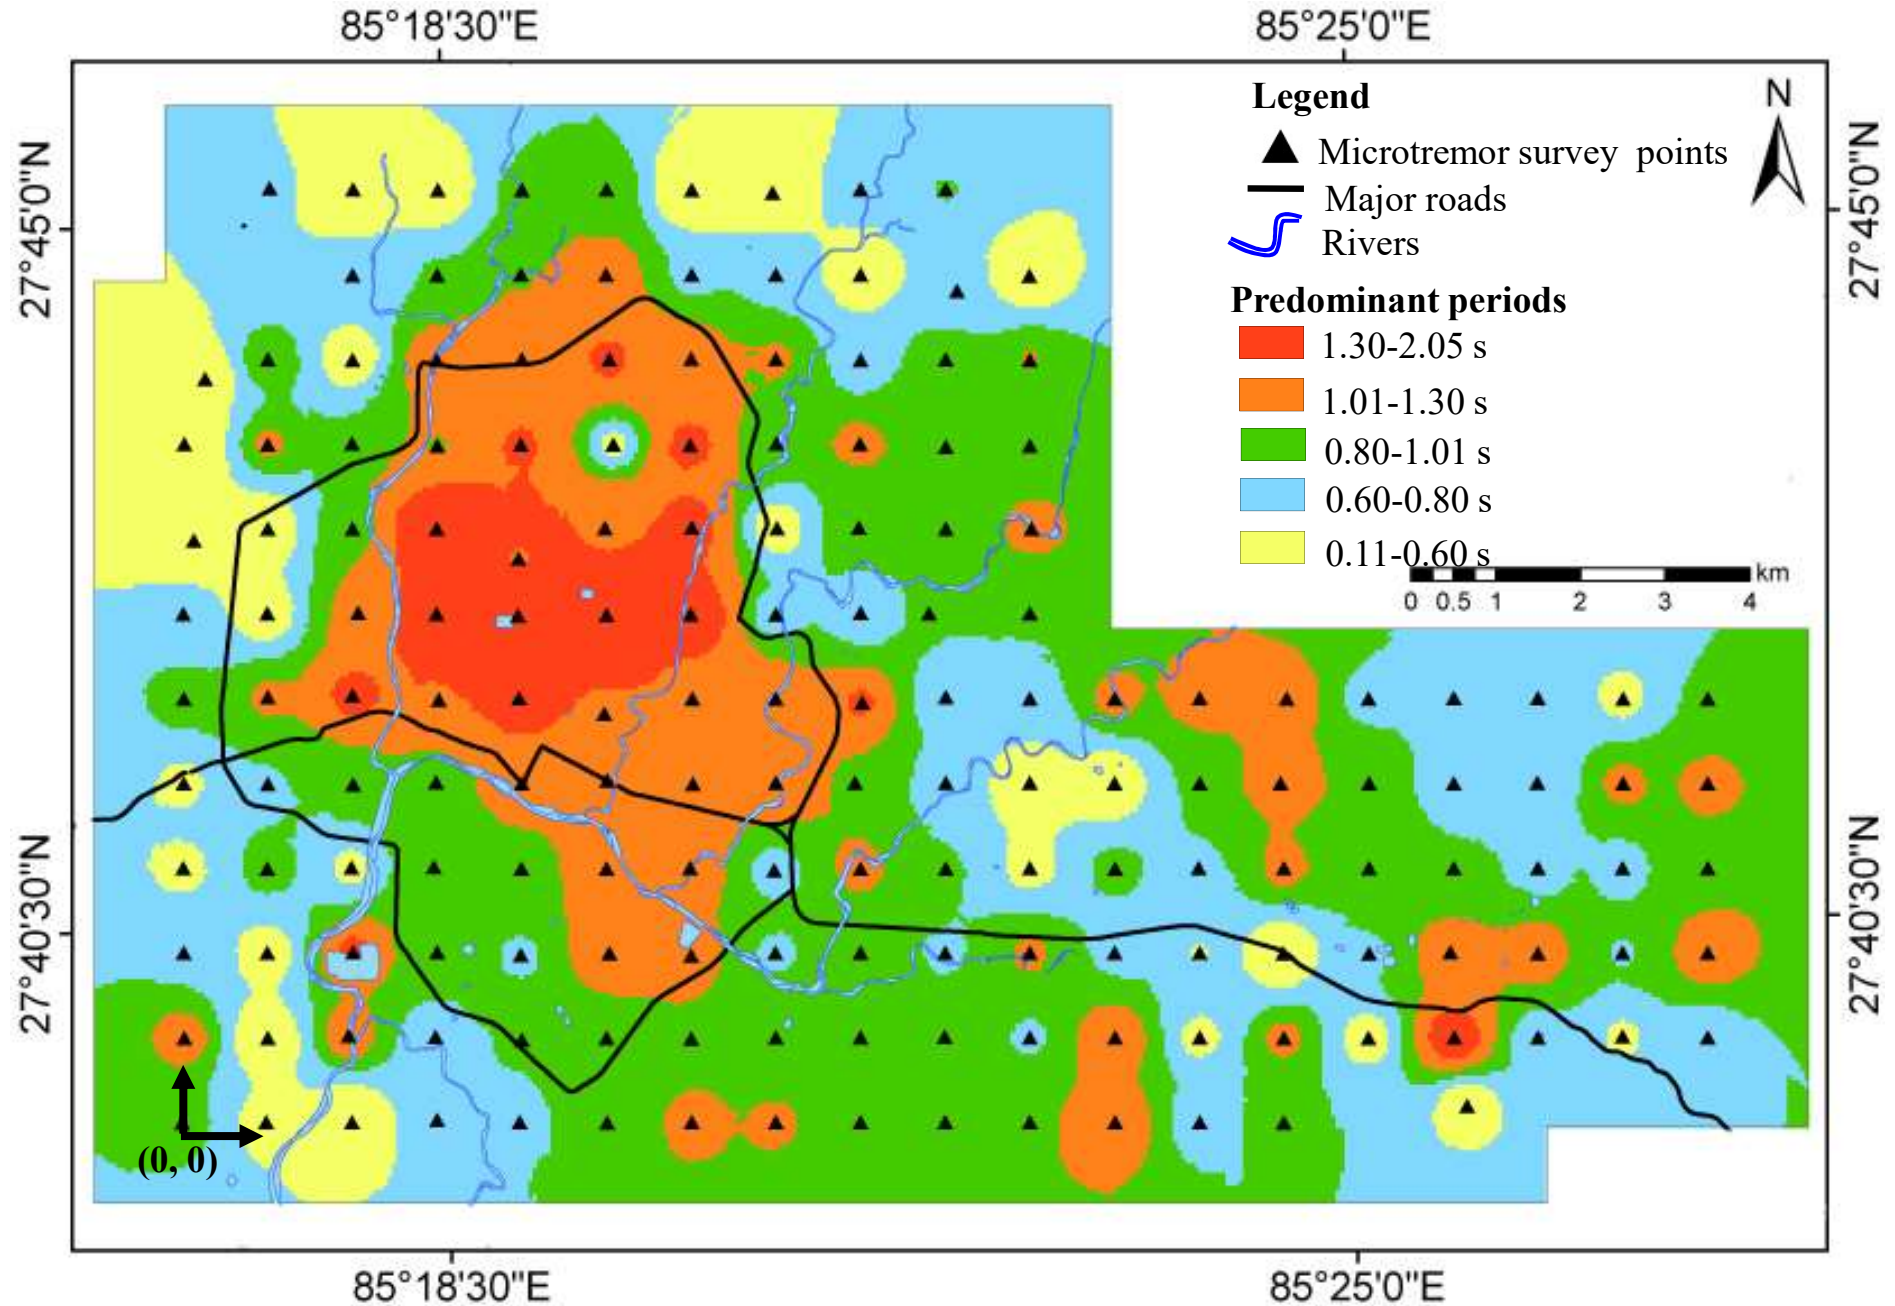 85°18'30"E 85°25'0"E
N
Legend
Microtremor survey points
Major roads
Rivers
27°45'0"N
27°45'0"N
Predominant periods
1.30-2.05 s
1.01-1.30 s
0.80-1.01 s
0.60-0.80 s
0.11-0.60 s
km
0 0.5 1 2 3 4
27°40'30"N
27°40'30"N
(0, 0)
85°18'30"E 85°25'0"E